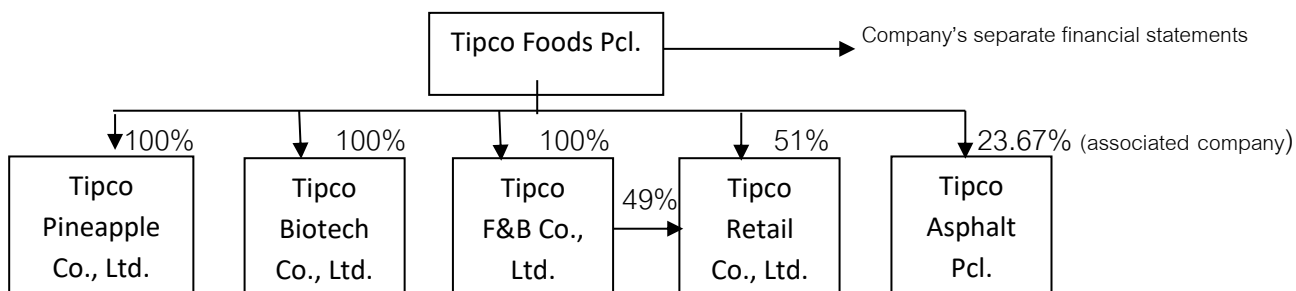 Tipco Foods Pcl.
Company's separate financial statements
100%
100%
100%
51%
23.67% (associated company)
Tipco
Pineapple
Co., Ltd.
Tipco
Biotech
Co., Ltd.
Tipco
F&B Co.,
Ltd.
49%
Tipco
Retail
Co., Ltd.
Tipco
Asphalt
Pcl.